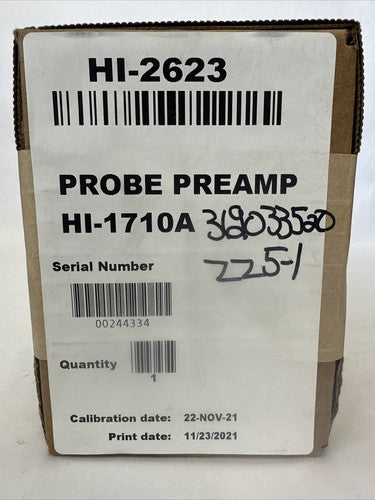 HI-2623
PROBE PREAMP
HI-1710A 369033520
225-1
Serial Number
00244334
Quantity
1
Calibration date: 22-NOV-21
Print date: 11/23/2021